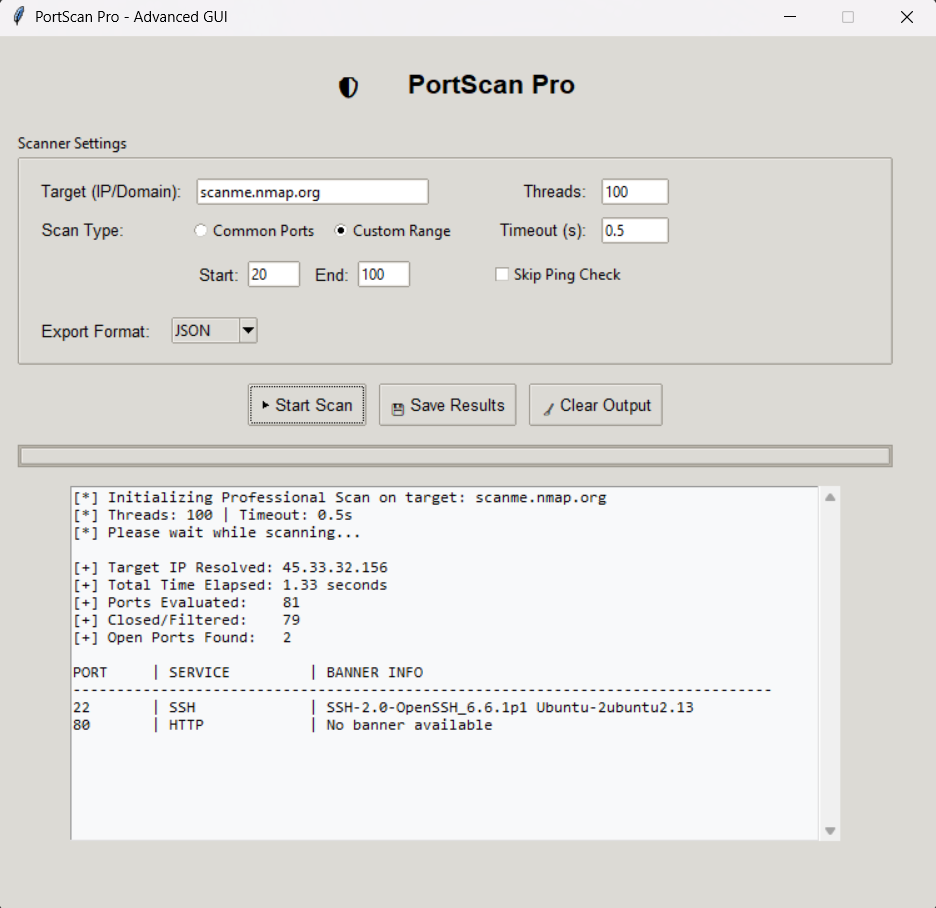 PortScan Pro - Advanced GUI
PortScan Pro
Scanner Settings
Target (IP/Domain): scanme.nmap.org Threads: 100
Scan Type: Common Ports Custom Range Timeout (s): 0.5
Start: 20 End: 100 Skip Ping Check
Export Format: JSON
Start Scan Save Results Clear Output
[*] Initializing Professional Scan on target: scanme.nmap.org
[*] Threads: 100 | Timeout: 0.5s
[*] Please wait while scanning...
[+] Target IP Resolved: 45.33.32.156
[+] Total Time Elapsed: 1.33 seconds
[+] Ports Evaluated: 81
[+] Closed/Filtered: 79
[+] Open Ports Found: 2
PORT | SERVICE | BANNER INFO
--------------------------------------------------------------------------------
22 | SSH | SSH-2.0-OpenSSH_6.6.1p1 Ubuntu-2ubuntu2.13
80 | HTTP | No banner available